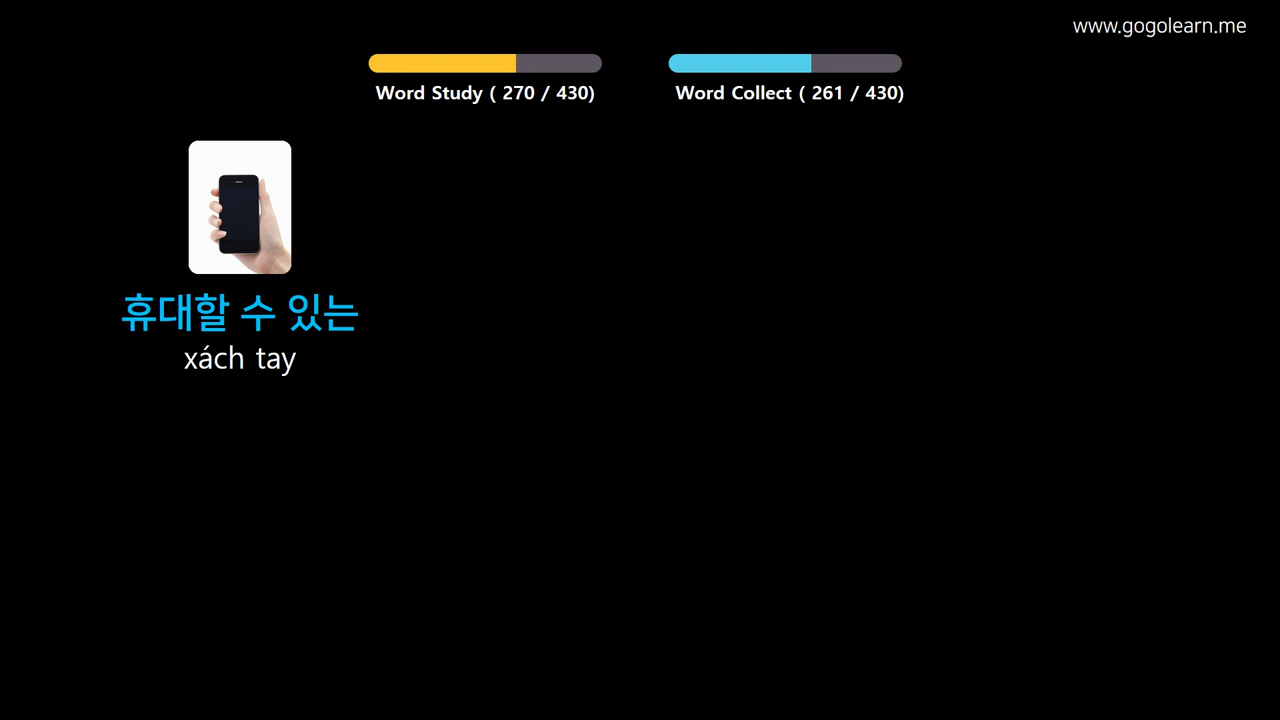 www.gogolearn.me
Word Study ( 270 / 430)
Word Collect ( 261 / 430)
휴대할 수 있는
xách tay